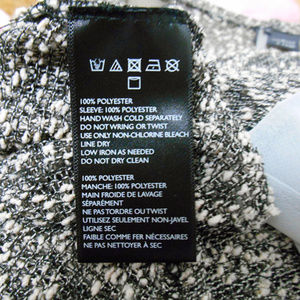 100% POLYESTER
SLEEVE: 100% POLYESTER
HAND WASH COLD SEPARATELY
DO NOT WRING OR TWIST
USE ONLY NON-CHLORINE BLEACH
LINE DRY
LOW IRON AS NEEDED
DO NOT DRY CLEAN
100% POLYESTER
MANCHE: 100% POLYESTER
MAIN FROIDE DE LAVAGE
SÉPARÉMENT
NE PAS TORDRE OU TWIST
UTILISEZ SEULEMENT NON-JAVEL
LIGNE SEC
FAIBLE COMME FER NÉCESSAIRES
NE PAS NETTOYER À SEC